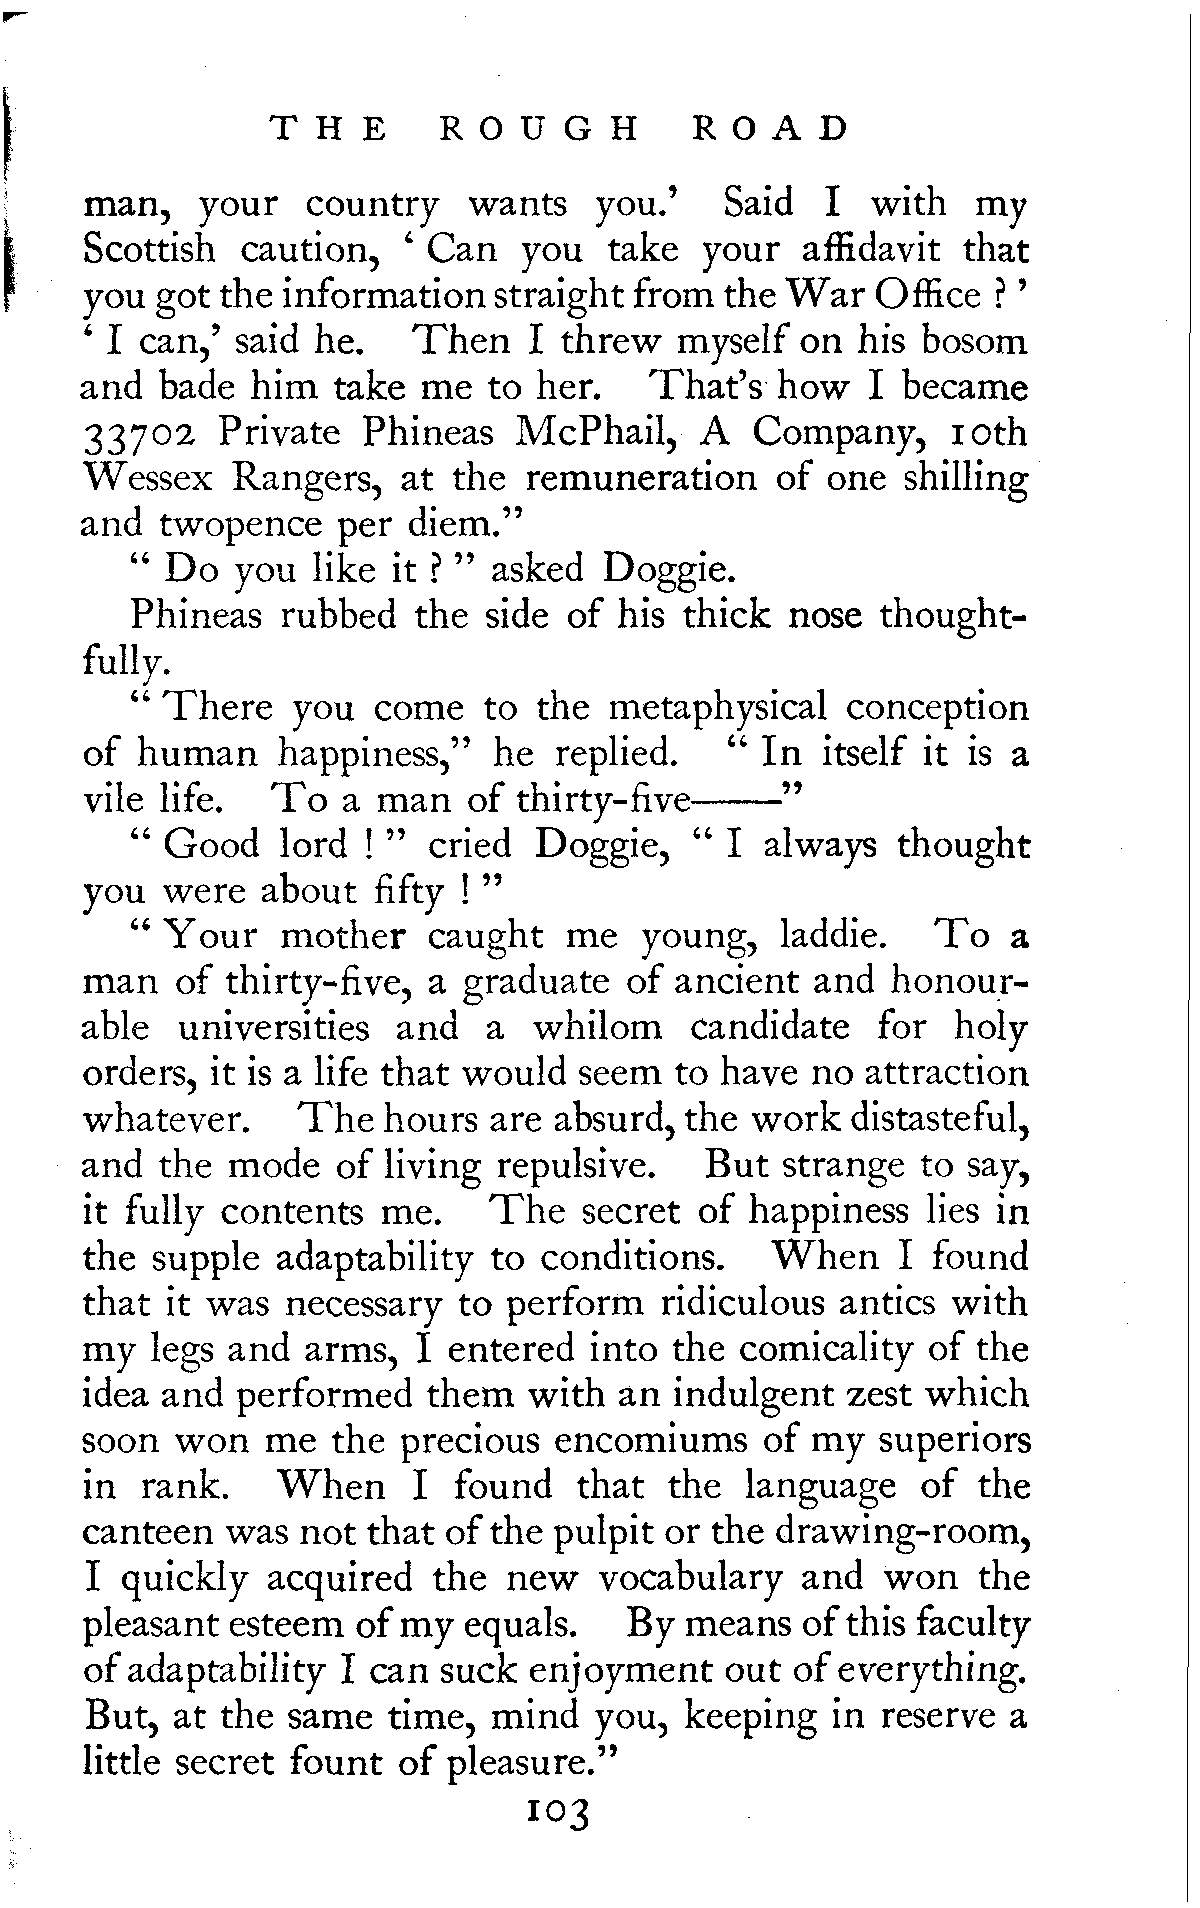 THE ROUGH ROAD
man, your country wants you.’ Said I with my
Scottish caution, ‘ Can you take your affidavit that
you got the information straight from the War Office ? ’
‘ I can,’ said he. Then I threw myself on his bosom
and bade him take me to her. That’s how I became
33702 Private Phineas McPhail, A Company, 10th
Wessex Rangers, at the remuneration of one shilling
and twopence per diem.”
“ Do you like it ? ” asked Doggie.
Phineas rubbed the side of his thick nose thought-
fully.
“ There you come to the metaphysical conception
of human happiness,” he replied. “ In itself it is a
vile life. To a man of thirty-five——”
“ Good lord ! ” cried Doggie, “ I always thought
you were about fifty ! ”
“ Your mother caught me young, laddie. To a
man of thirty-five, a graduate of ancient and honour-
able universities and a whilom candidate for holy
orders, it is a life that would seem to have no attraction
whatever. The hours are absurd, the work distasteful,
and the mode of living repulsive. But strange to say,
it fully contents me. The secret of happiness lies in
the supple adaptability to conditions. When I found
that it was necessary to perform ridiculous antics with
my legs and arms, I entered into the comicality of the
idea and performed them with an indulgent zest which
soon won me the precious encomiums of my superiors
in rank. When I found that the language of the
canteen was not that of the pulpit or the drawing-room,
I quickly acquired the new vocabulary and won the
pleasant esteem of my equals. By means of this faculty
of adaptability I can suck enjoyment out of everything.
But, at the same time, mind you, keeping in reserve a
little secret fount of pleasure.”
103